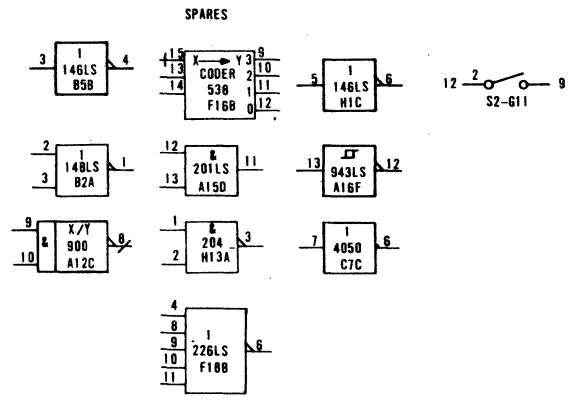 SPARES
3 1 4
146LS
B5B
15 X → Y 3 9
13 CODER 2 10
14 538 1 11
F16B 0 12
5 1 6
146LS
H1C
12 2 9
S2-G11
2 1 1
148LS
3 B2A
12 & 11
201LS
13 A15D
13 12
943LS
A16F
9 X/Y 8
& 900
10 A12C
1 & 3
204
2 H13A
7 1 6
4050
C7C
4
8 1
9 226LS 6
10 F18B
11